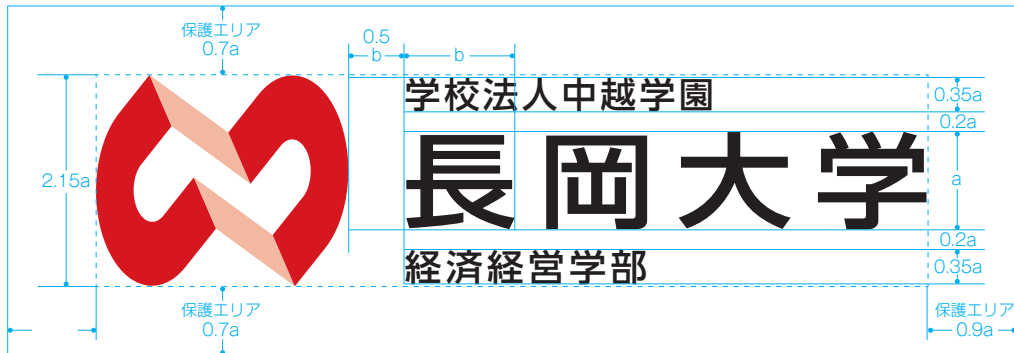 保護エリア
0.7a
0.5
b
b
学校法人中越学園
0.35a
0.2a
2.15a
長岡大学
a
0.2a
経済経営学部
0.35a
保護エリア
0.7a
保護エリア
0.9a